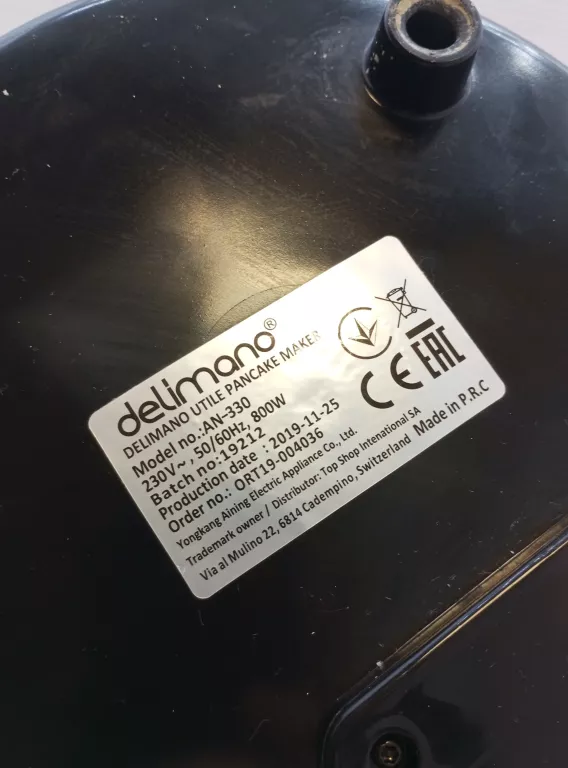 delimano®
DELIMANO UTILE PANCAKE MAKER
Model no.:AN-330
230V~, 50/60Hz, 800W
Batch no.:19212
Production date : 2019-11-25
Order no.: ORT19-004036
Yongkang Aining Electric Appliance Co., Ltd.
Trademark owner / Distributor: Top Shop International SA
Via al Mulino 22, 6814 Cadempino, Switzerland
Made in P.R.C
CE EAC